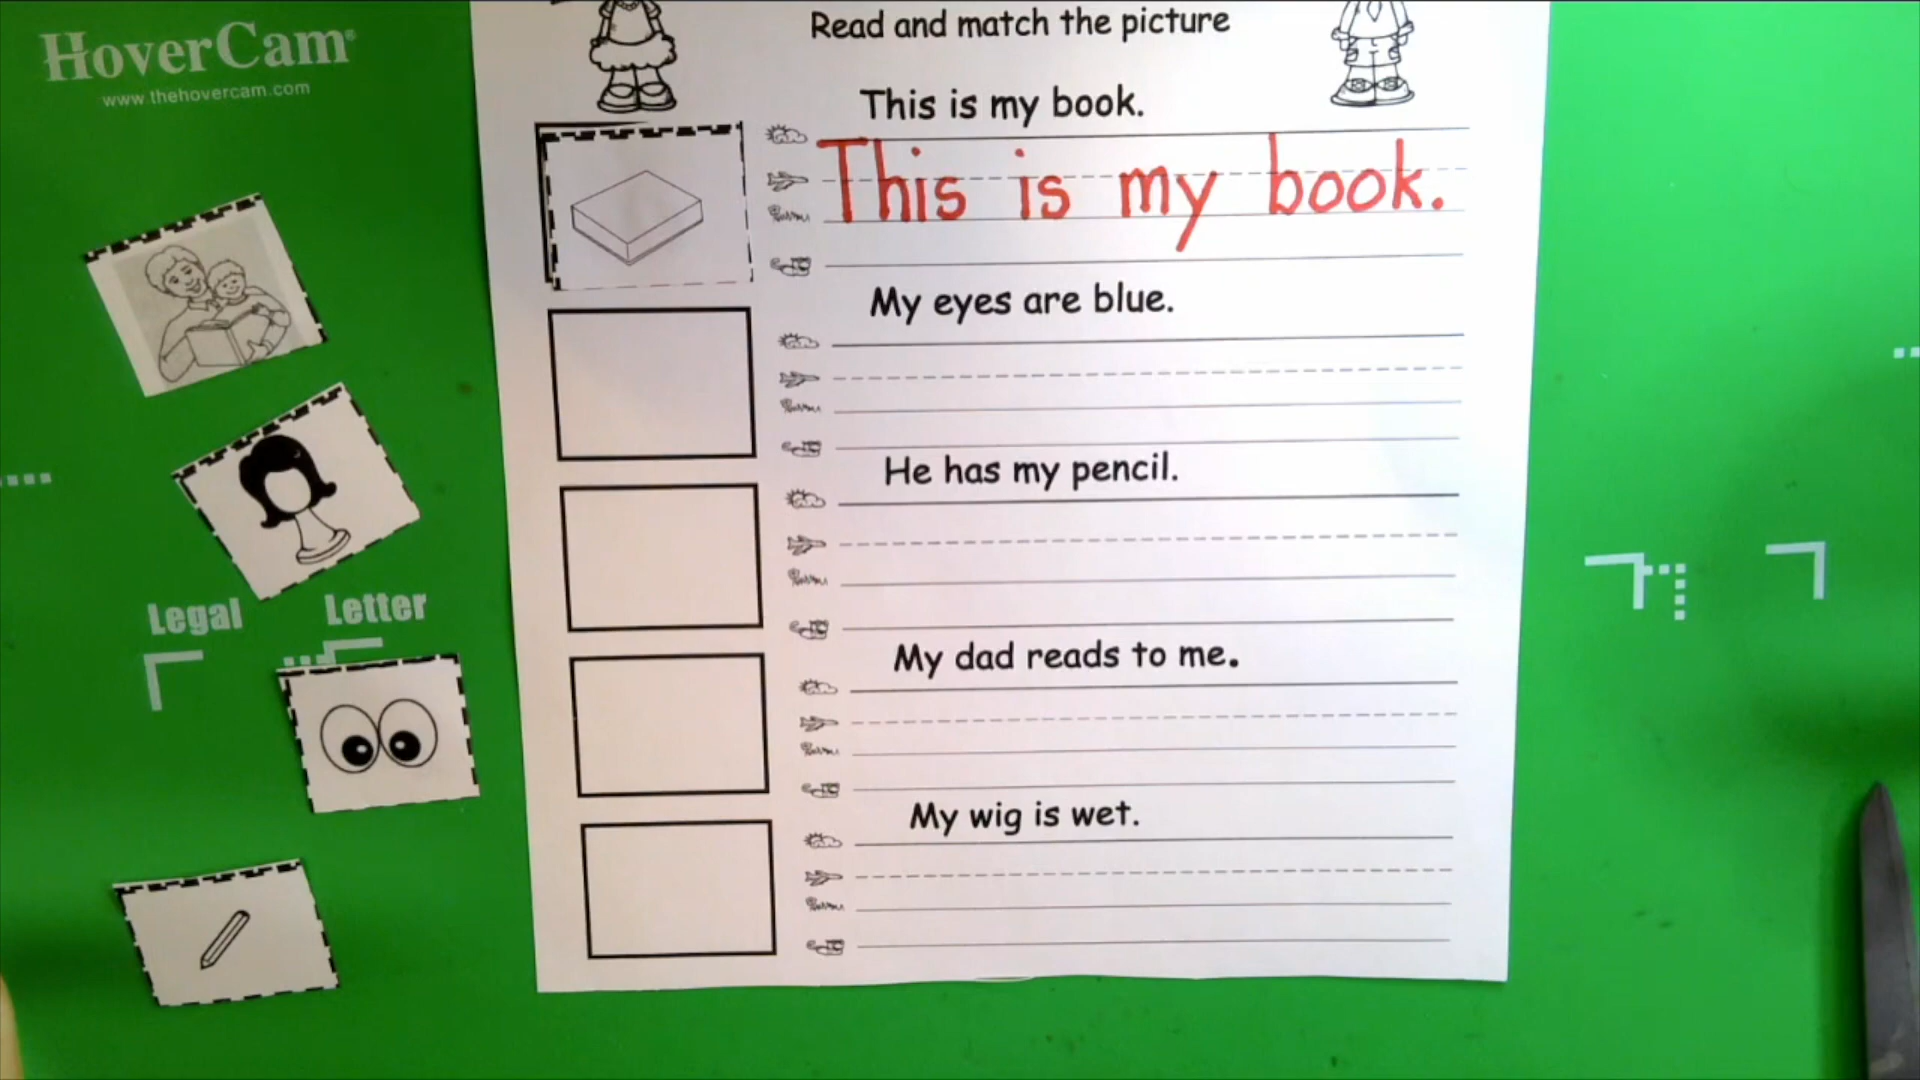 HoverCam
www.thehovercam.com
Read and match the picture
This is my book.
This is my book.
My eyes are blue.
He has my pencil.
My dad reads to me.
My wig is wet.
Legal
Letter